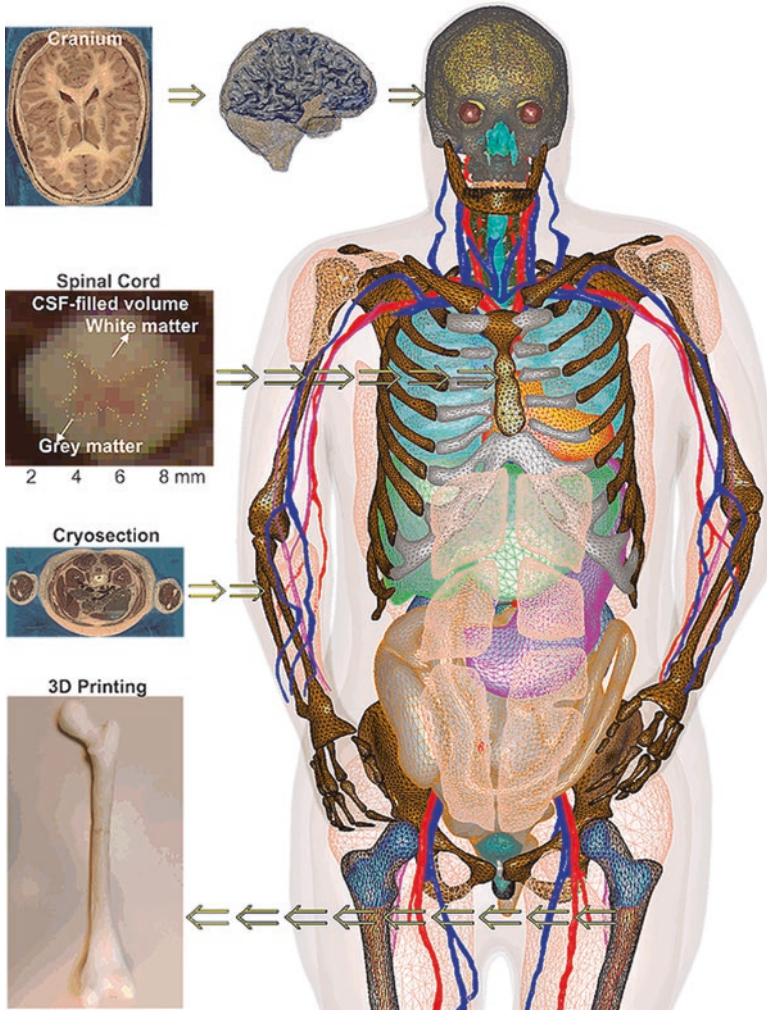 Cranium
Spinal Cord
CSF-filled volume
White matter
Grey matter
2 4 6 8 mm
Cryosection
3D Printing